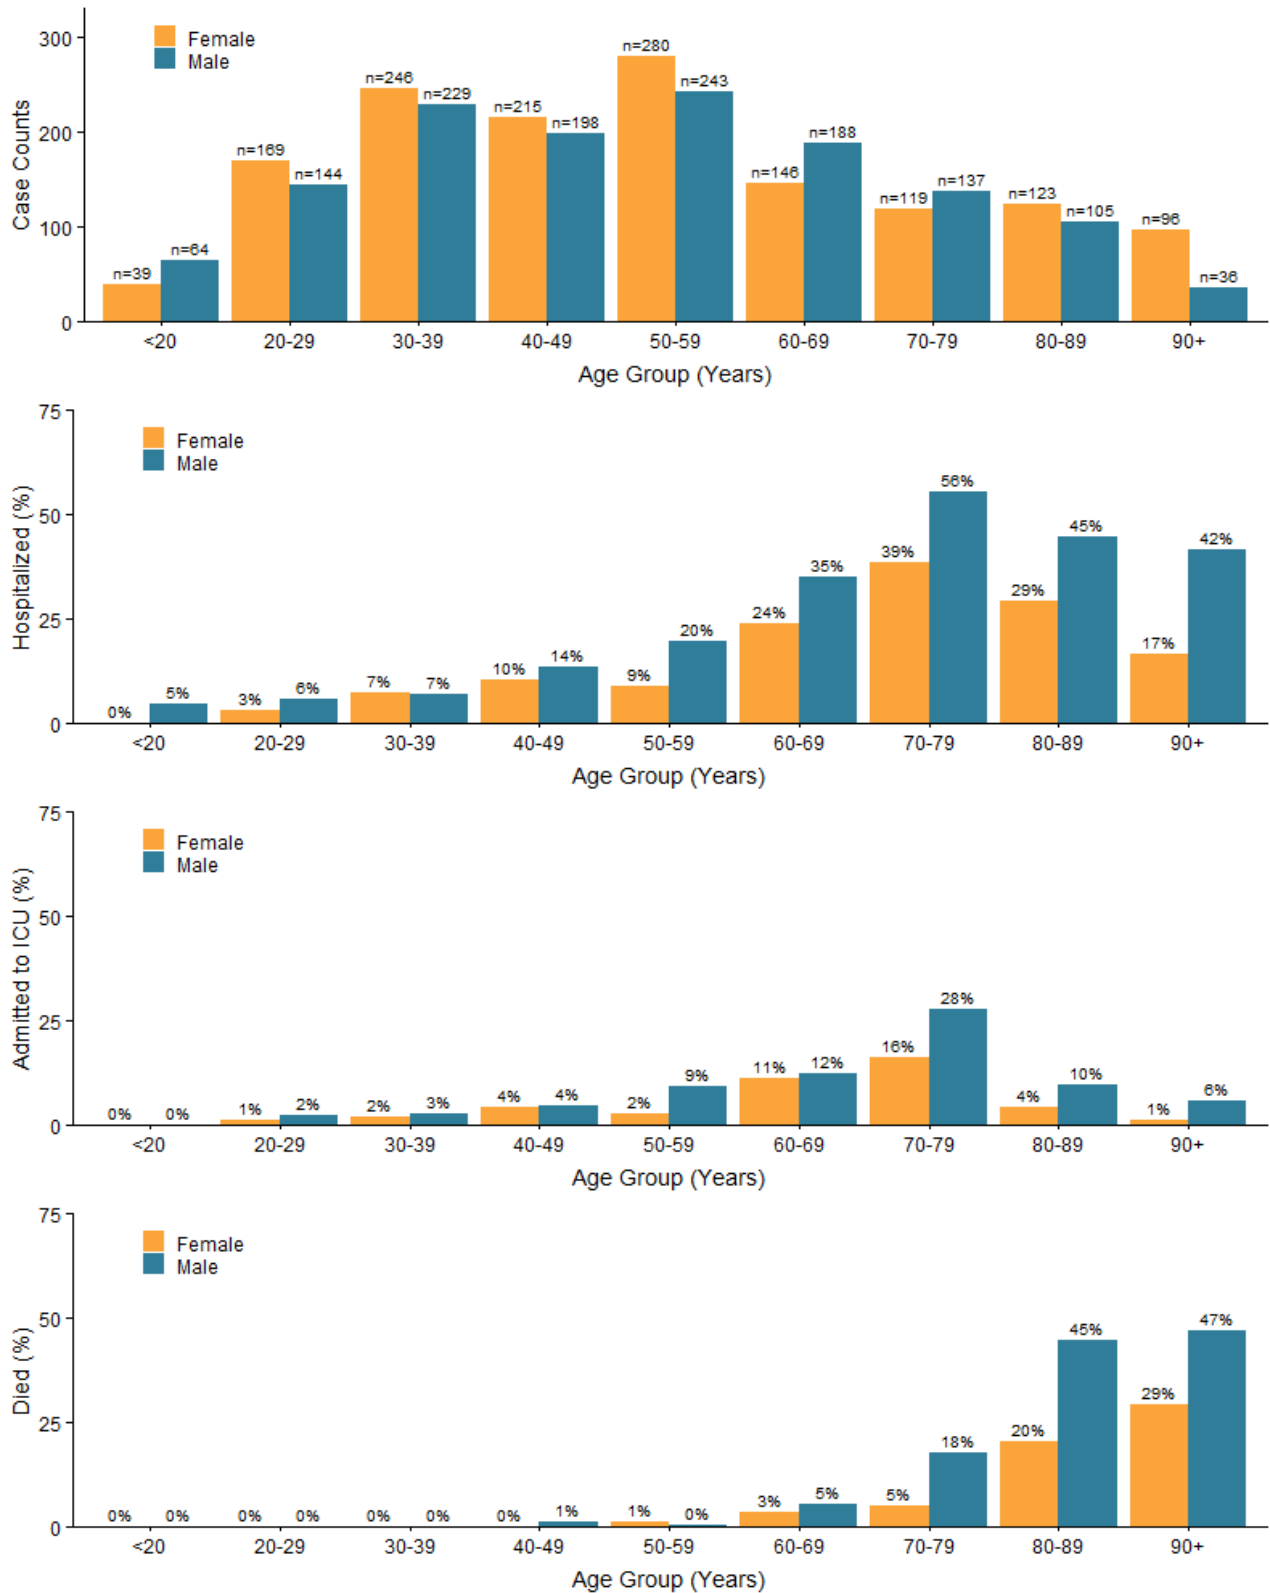 Case Counts
300
200
100
0
Female
Male
n=39
n=64
n=169
n=144
n=246
n=229
n=215
n=198
n=280
n=243
n=146
n=188
n=119
n=137
n=123
n=105
n=96
n=36
<20 20-29 30-39 40-49 50-59 60-69 70-79 80-89 90+
Age Group (Years)
Hospitalized (%)
75
50
25
0
Female
Male
0% 5% 3% 6% 7% 7% 10% 14% 9% 20% 24% 35% 39% 56% 29% 45% 17% 42%
<20 20-29 30-39 40-49 50-59 60-69 70-79 80-89 90+
Age Group (Years)
Admitted to ICU (%)
75
50
25
0
Female
Male
0% 0% 1% 2% 2% 3% 4% 4% 2% 9% 11% 12% 16% 28% 4% 10% 1% 6%
<20 20-29 30-39 40-49 50-59 60-69 70-79 80-89 90+
Age Group (Years)
Died (%)
75
50
25
0
Female
Male
0% 0% 0% 0% 0% 0% 0% 1% 1% 0% 3% 5% 5% 18% 20% 45% 29% 47%
<20 20-29 30-39 40-49 50-59 60-69 70-79 80-89 90+
Age Group (Years)